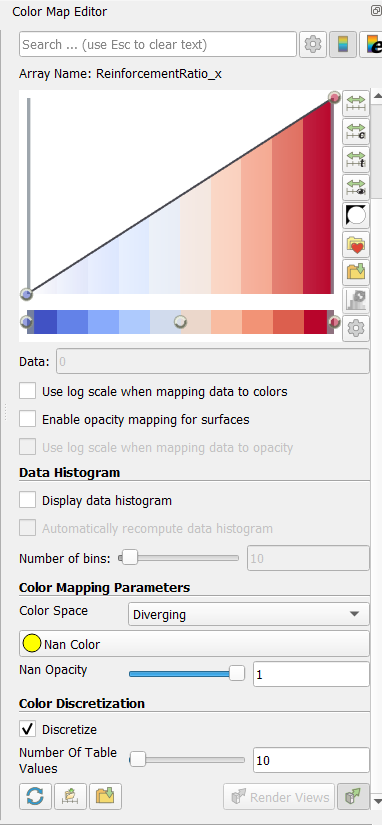 Color Map Editor
Search ... (use Esc to clear text)
e
Array Name: ReinforcementRatio_x
c
t
Data: 0
Use log scale when mapping data to colors
Enable opacity mapping for surfaces
Use log scale when mapping data to opacity
Data Histogram
Display data histogram
Automatically recompute data histogram
Number of bins: 10
Color Mapping Parameters
Color Space Diverging
Nan Color
Nan Opacity 1
Color Discretization
Discretize
Number Of Table
Values 10
Render Views